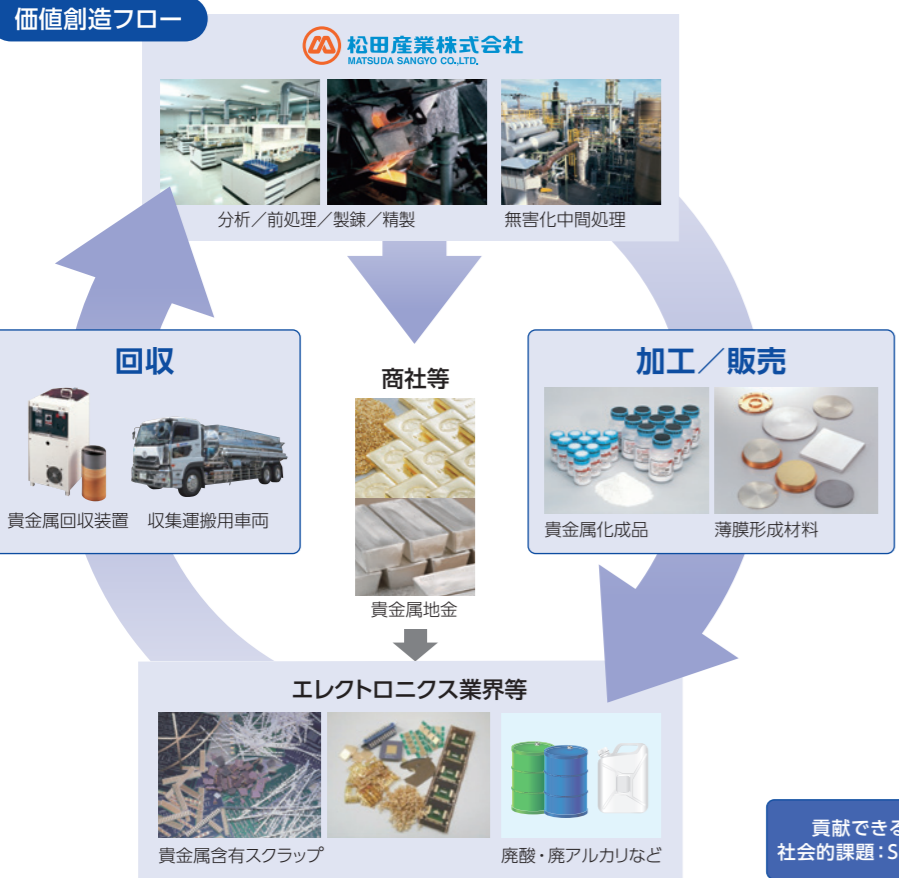 価値創造フロー
松田産業株式会社
MATSUDA SANGYO CO.,LTD.
分析／前処理／製錬／精製
無害化中間処理
回収
貴金属回収装置
収集運搬用車両
商社等
貴金属地金
加工／販売
貴金属化成品
薄膜形成材料
エレクトロニクス業界等
貴金属含有スクラップ
廃酸・廃アルカリなど
貢献できる
社会的課題：S